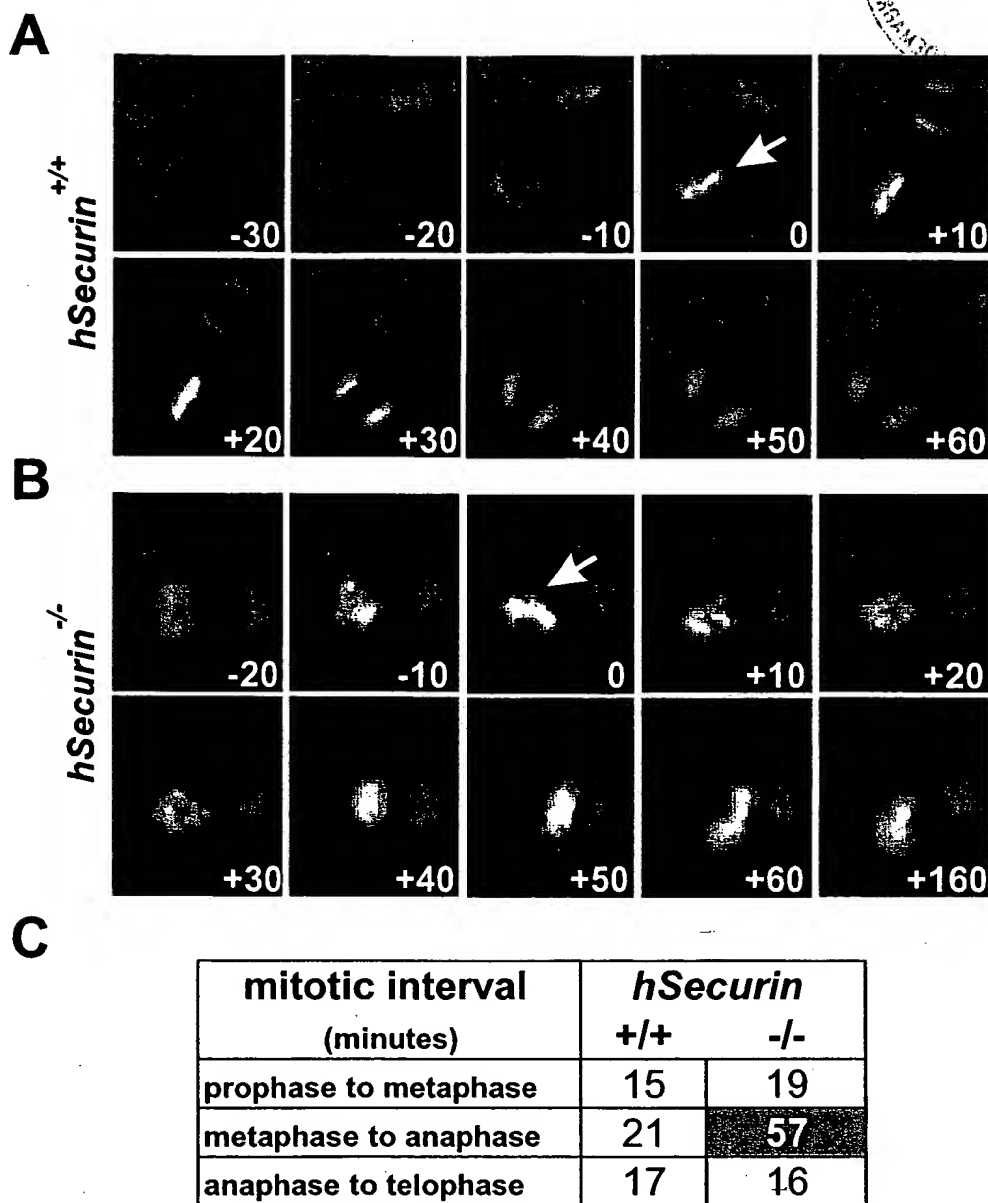 A
hSecurin+/+
-30 -20 -10 0 +10
+20 +30 +40 +50 +60
B
hSecurin-/-
-20 -10 0 +10 +20
+30 +40 +50 +60 +160
C
mitotic interval hSecurin
(minutes) +/+ -/-
prophase to metaphase 15 19
metaphase to anaphase 21 57
anaphase to telophase 17 16